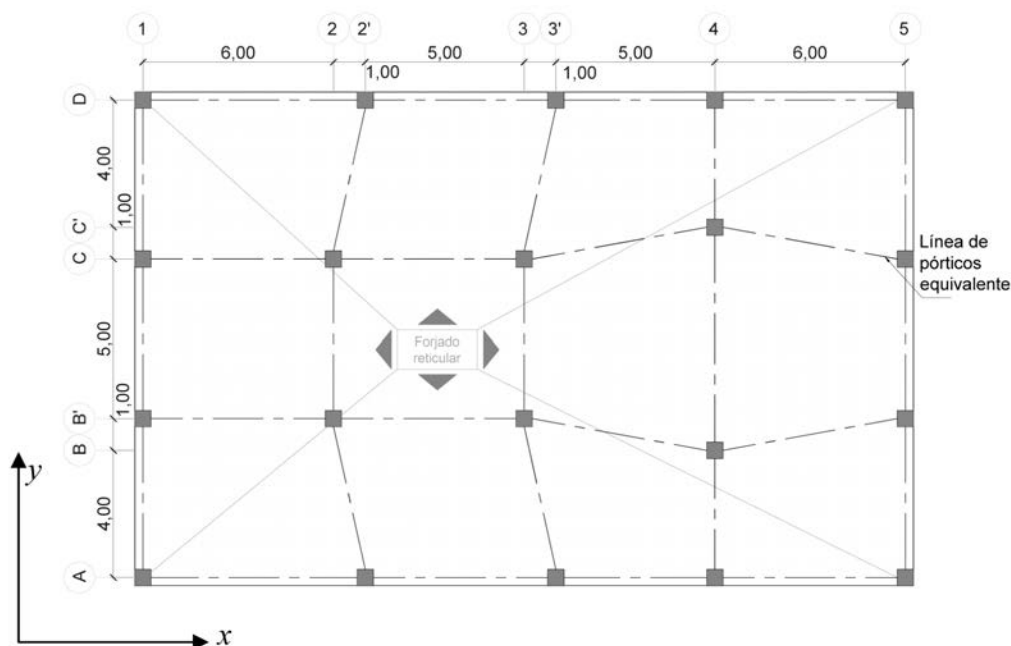 1 2 2' 3 3' 4 5
6,00 5,00 5,00 6,00
1,00 1,00
D
4,00
C'
1,00
C
Línea de
pórticos
equivalente
5,00
Forjado
reticular
1,00
B'
B
4,00
A
y
x